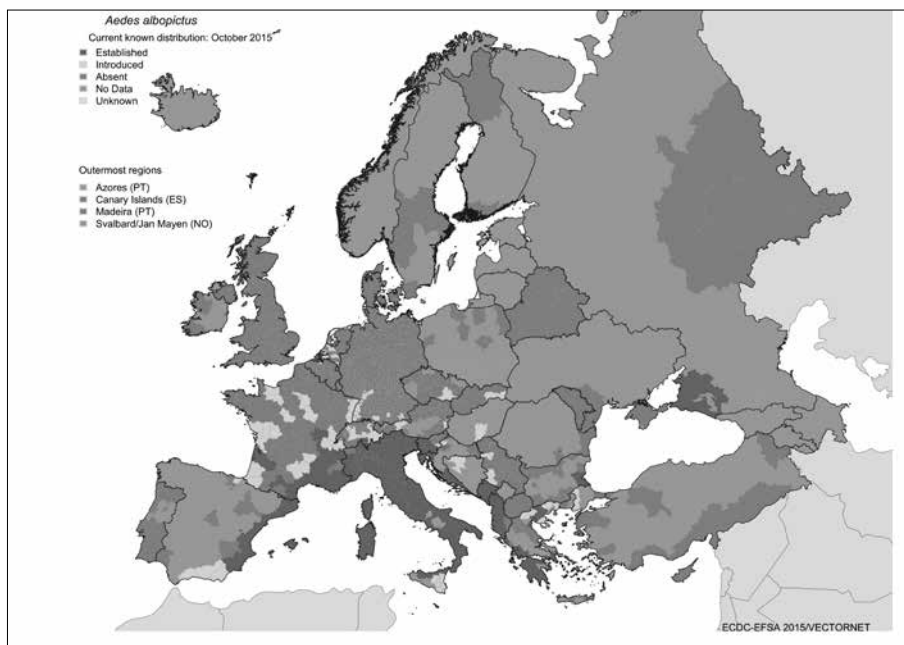 Aedes albopictus
Current known distribution: October 2015
Established
Introduced
Absent
No Data
Unknown
Outermost regions
Azores (PT)
Canary Islands (ES)
Madeira (PT)
Svalbard/Jan Mayen (NO)
ECDC-EFSA 2015/VECTORNET